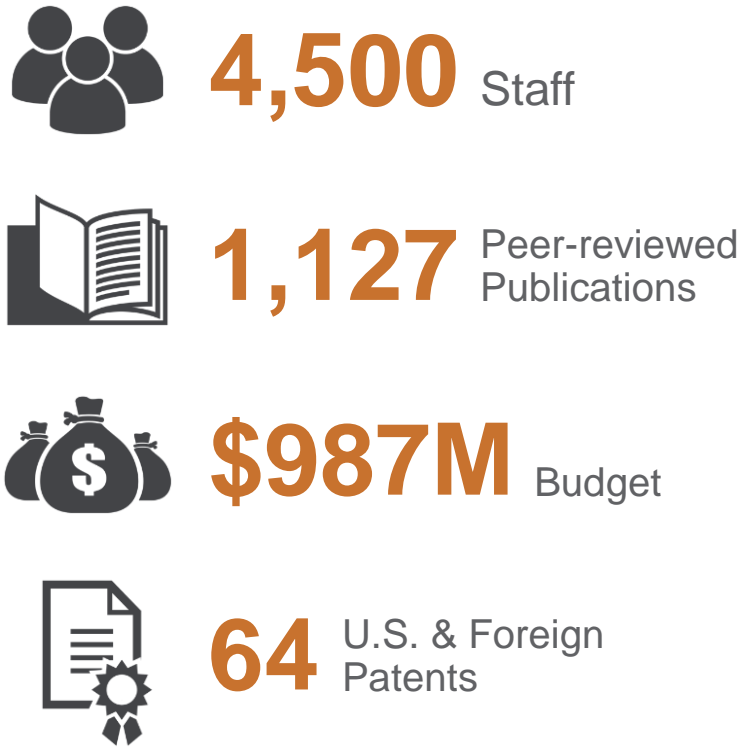 4,500 Staff
1,127 Peer-reviewed
Publications
$
$987M Budget
64 U.S. & Foreign
Patents